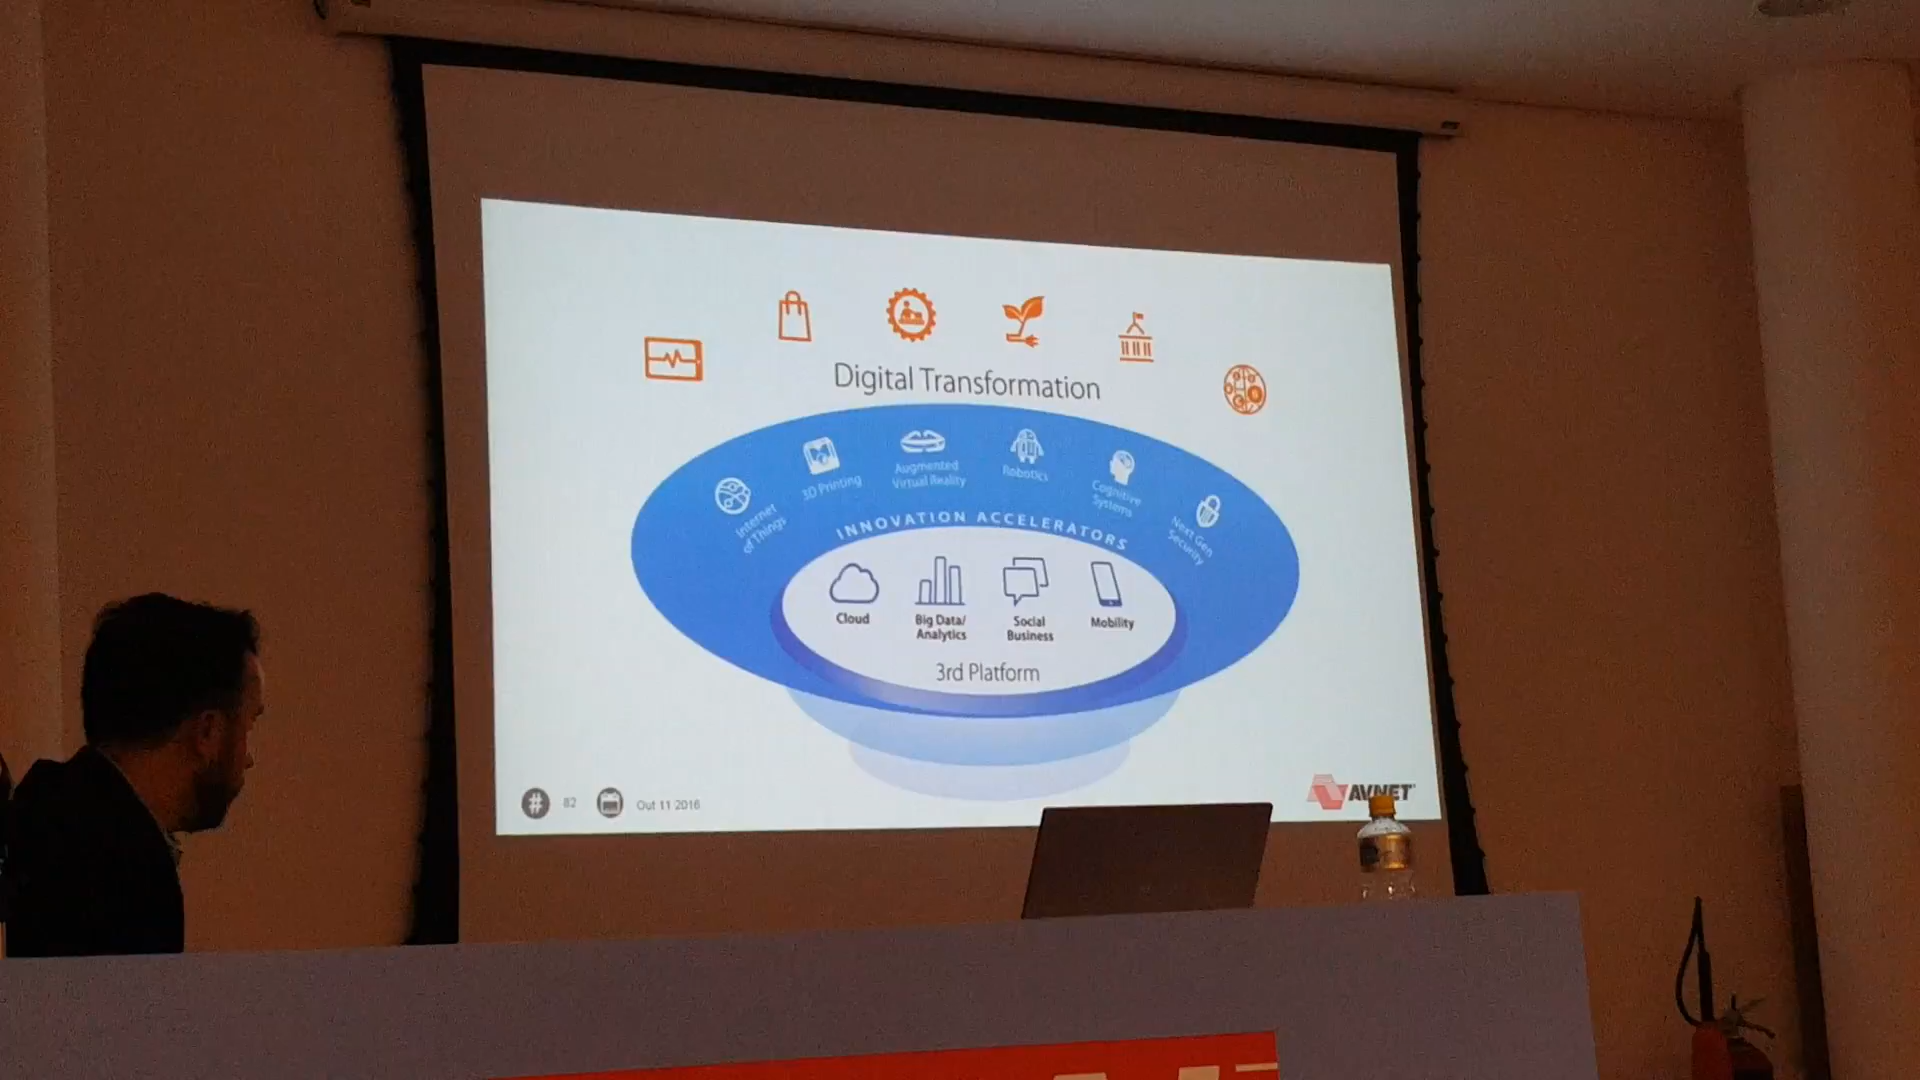 Digital Transformation
Internet
of Things
3D Printing
Augmented
Virtual Reality
Robotics
Cognitive
Systems
Next Gen
Security
INNOVATION ACCELERATORS
Cloud
Big Data/
Analytics
Social
Business
Mobility
3rd Platform
# 82 Out 11 2016
AVNET